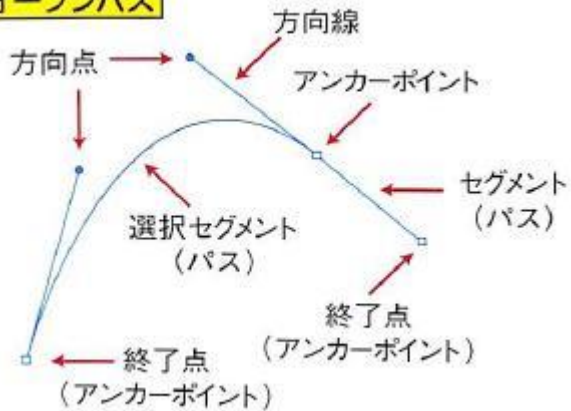 オープンパス
方向線
方向点
アンカーポイント
セグメント
(パス)
選択セグメント
(パス)
終了点
(アンカーポイント)
終了点
(アンカーポイント)